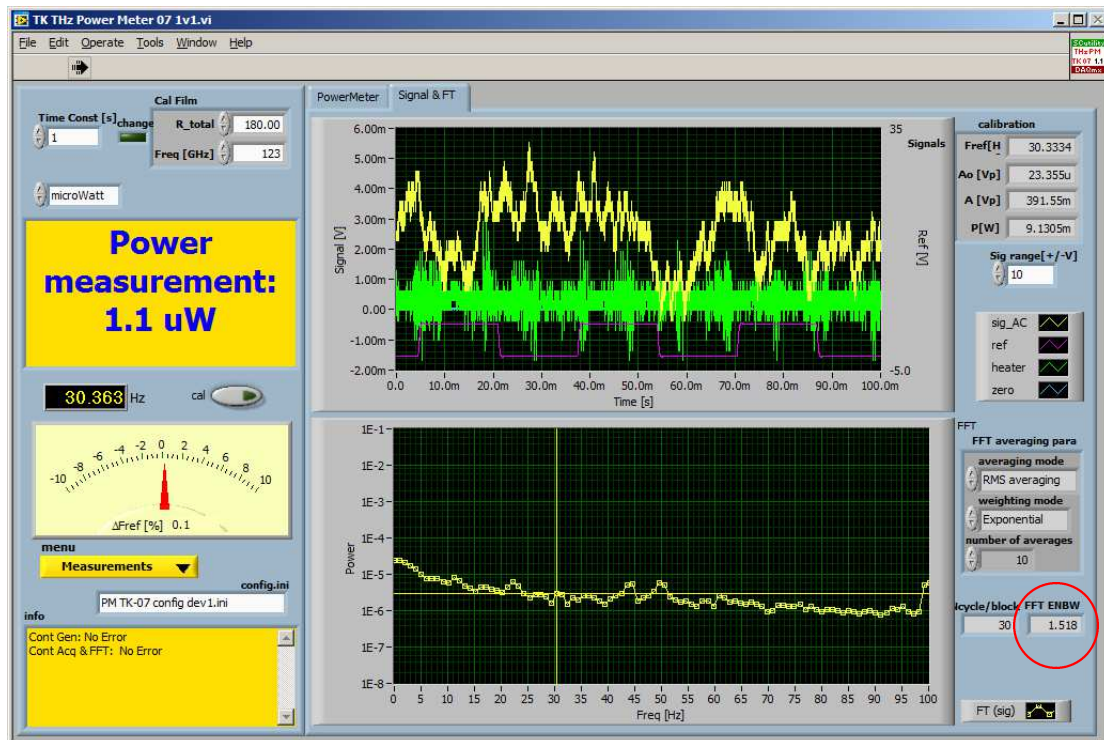 TK THz Power Meter 07 1v1.vi
File Edit Operate Tools Window Help
SCutility
THz PM
TK 07 1.1
DAQmx
Cal Film
Time Const [s]
change
R_total 180.00
1
Freq [GHz] 123
microWatt
Power
measurement:
1.1 uW
30.363 Hz cal
-10 -8 -6 -4 -2 0 2 4 6 8 10
ΔFref [%] 0.1
menu
Measurements
config.ini
PM TK-07 config dev1.ini
info
Cont Gen: No Error
Cont Acq & FFT: No Error
PowerMeter Signal & FT
6.00m
5.00m
4.00m
3.00m
2.00m
1.00m
0.00
-1.00m
-2.00m
Signal [V]
35
Signals
Ref [V]
-5.0
0.0 10.0m 20.0m 30.0m 40.0m 50.0m 60.0m 70.0m 80.0m 90.0m 100.0m
Time [s]
1E-1
1E-2
1E-3
1E-4
1E-5
1E-6
1E-7
1E-8
Power
0 5 10 15 20 25 30 35 40 45 50 55 60 65 70 75 80 85 90 95 100
Freq [Hz]
calibration
Fref[H 30.3334
Ao [Vp] 23.355u
A [Vp] 391.55m
P[W] 9.1305m
Sig range[+/-V]
10
sig_AC
ref
heater
zero
FFT
FFT averaging para
averaging mode
RMS averaging
weighting mode
Exponential
number of averages
10
Ncycle/block FFT ENBW
30 1.518
FT (sig)